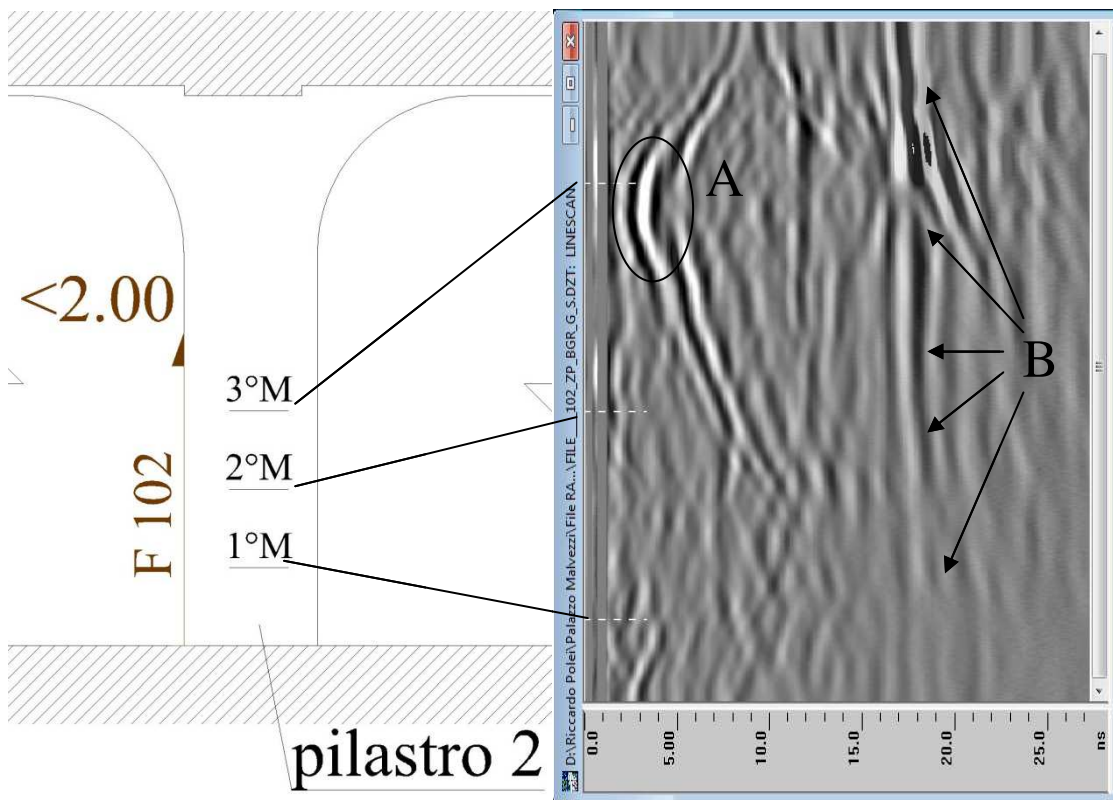 <2.00
3°M
2°M
1°M
F 102
pilastro 2
D:\Riccardo Polei\Palazzo Malvezzi\File RA...\FILE__102_ZP_BGR_G_S.DZT: LINESCAN
A
B
0.0
5.00
10.0
15.0
20.0
25.0
ns